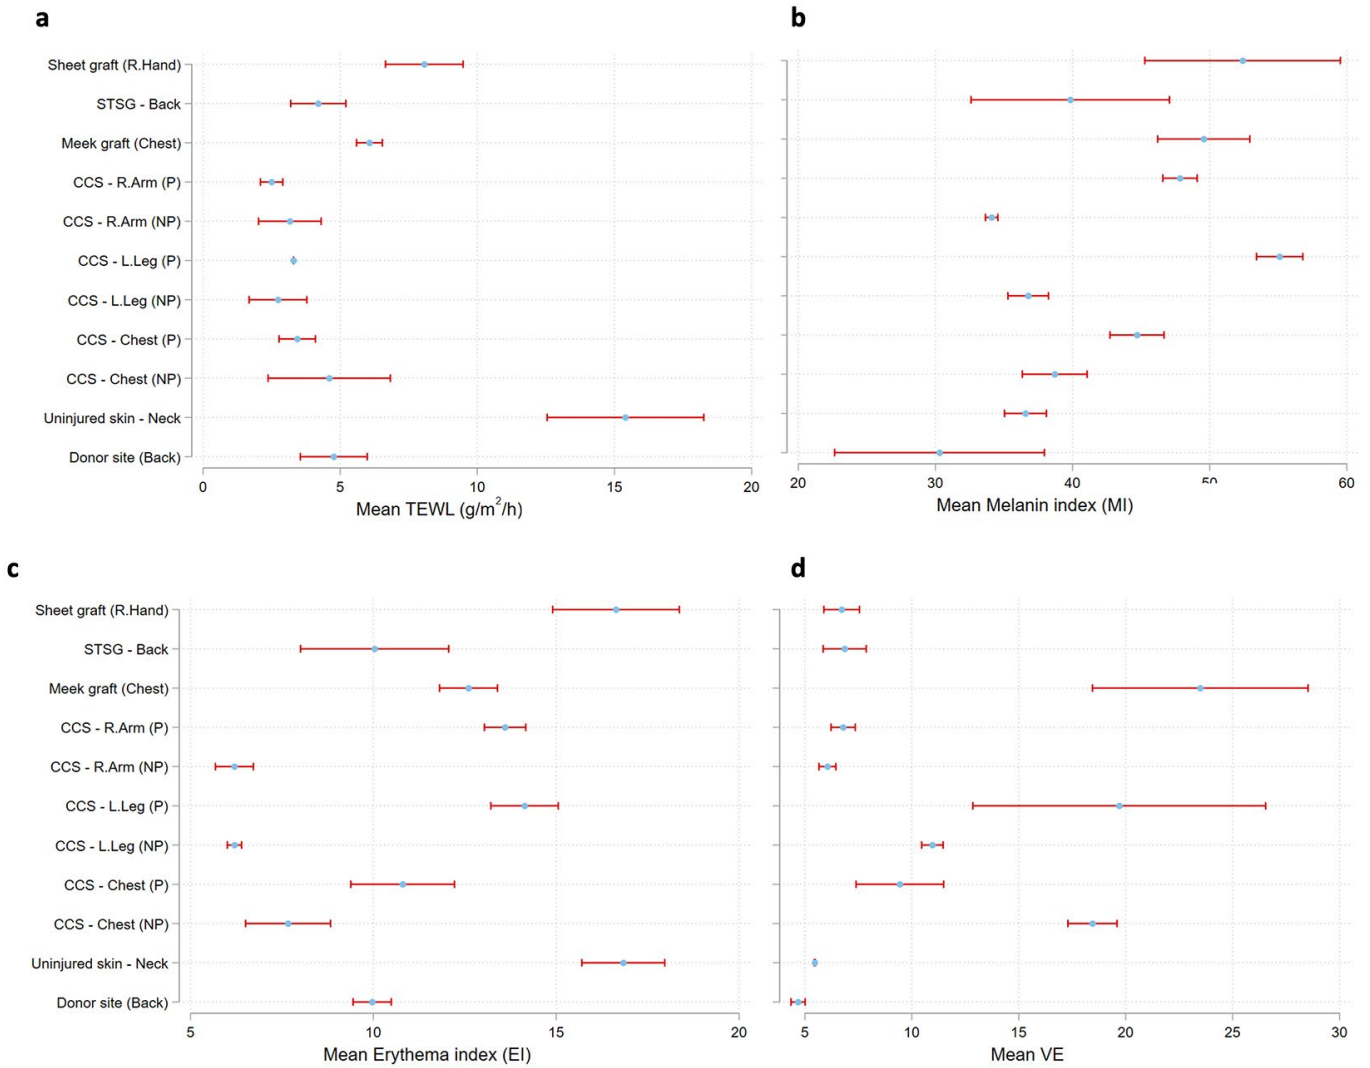 a
b
Sheet graft (R.Hand)
STSG - Back
Meek graft (Chest)
CCS - R.Arm (P)
CCS - R.Arm (NP)
CCS - L.Leg (P)
CCS - L.Leg (NP)
CCS - Chest (P)
CCS - Chest (NP)
Uninjured skin - Neck
Donor site (Back)
0 5 10 15 20
Mean TEWL (g/m²/h)
20 30 40 50 60
Mean Melanin index (MI)
c
d
Sheet graft (R.Hand)
STSG - Back
Meek graft (Chest)
CCS - R.Arm (P)
CCS - R.Arm (NP)
CCS - L.Leg (P)
CCS - L.Leg (NP)
CCS - Chest (P)
CCS - Chest (NP)
Uninjured skin - Neck
Donor site (Back)
5 10 15 20
Mean Erythema index (EI)
5 10 15 20 25 30
Mean VE